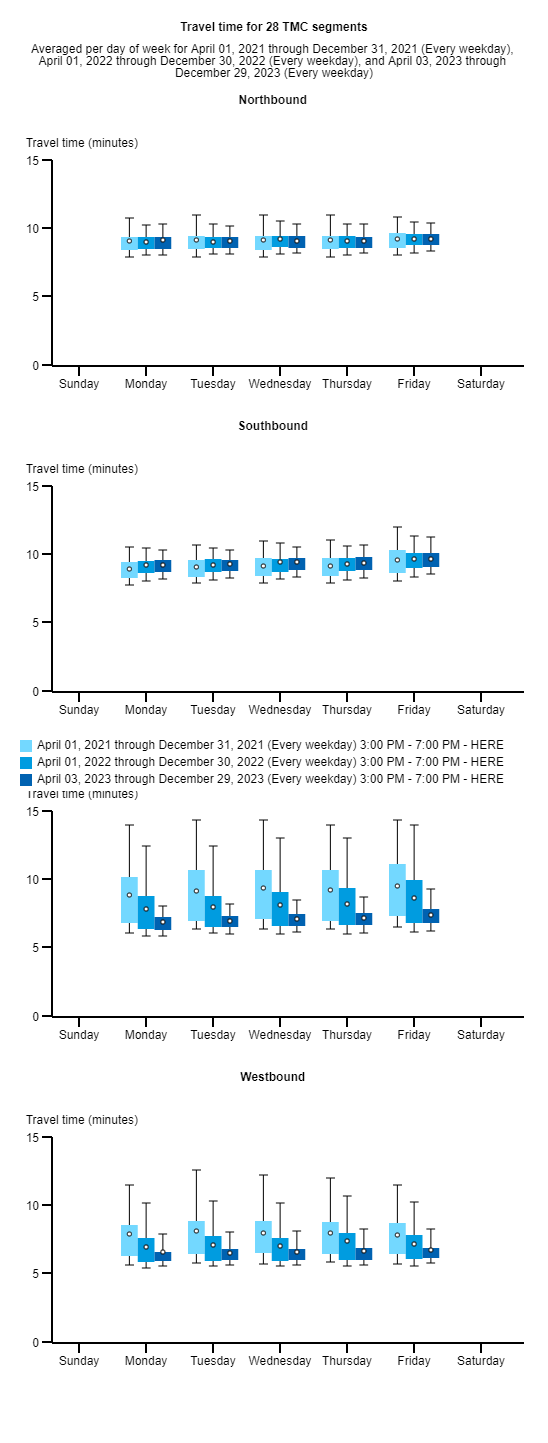 Travel time for 28 TMC segments
Averaged per day of week for April 01, 2021 through December 31, 2021 (Every weekday),
April 01, 2022 through December 30, 2022 (Every weekday), and April 03, 2023 through
December 29, 2023 (Every weekday)
Northbound
Travel time (minutes)
15
10
5
0
Sunday Monday Tuesday Wednesday Thursday Friday Saturday
Southbound
Travel time (minutes)
15
10
5
0
Sunday Monday Tuesday Wednesday Thursday Friday Saturday
April 01, 2021 through December 31, 2021 (Every weekday) 3:00 PM - 7:00 PM - HERE
April 01, 2022 through December 30, 2022 (Every weekday) 3:00 PM - 7:00 PM - HERE
April 03, 2023 through December 29, 2023 (Every weekday) 3:00 PM - 7:00 PM - HERE
Travel time (minutes)
15
10
5
0
Sunday Monday Tuesday Wednesday Thursday Friday Saturday
Westbound
Travel time (minutes)
15
10
5
0
Sunday Monday Tuesday Wednesday Thursday Friday Saturday